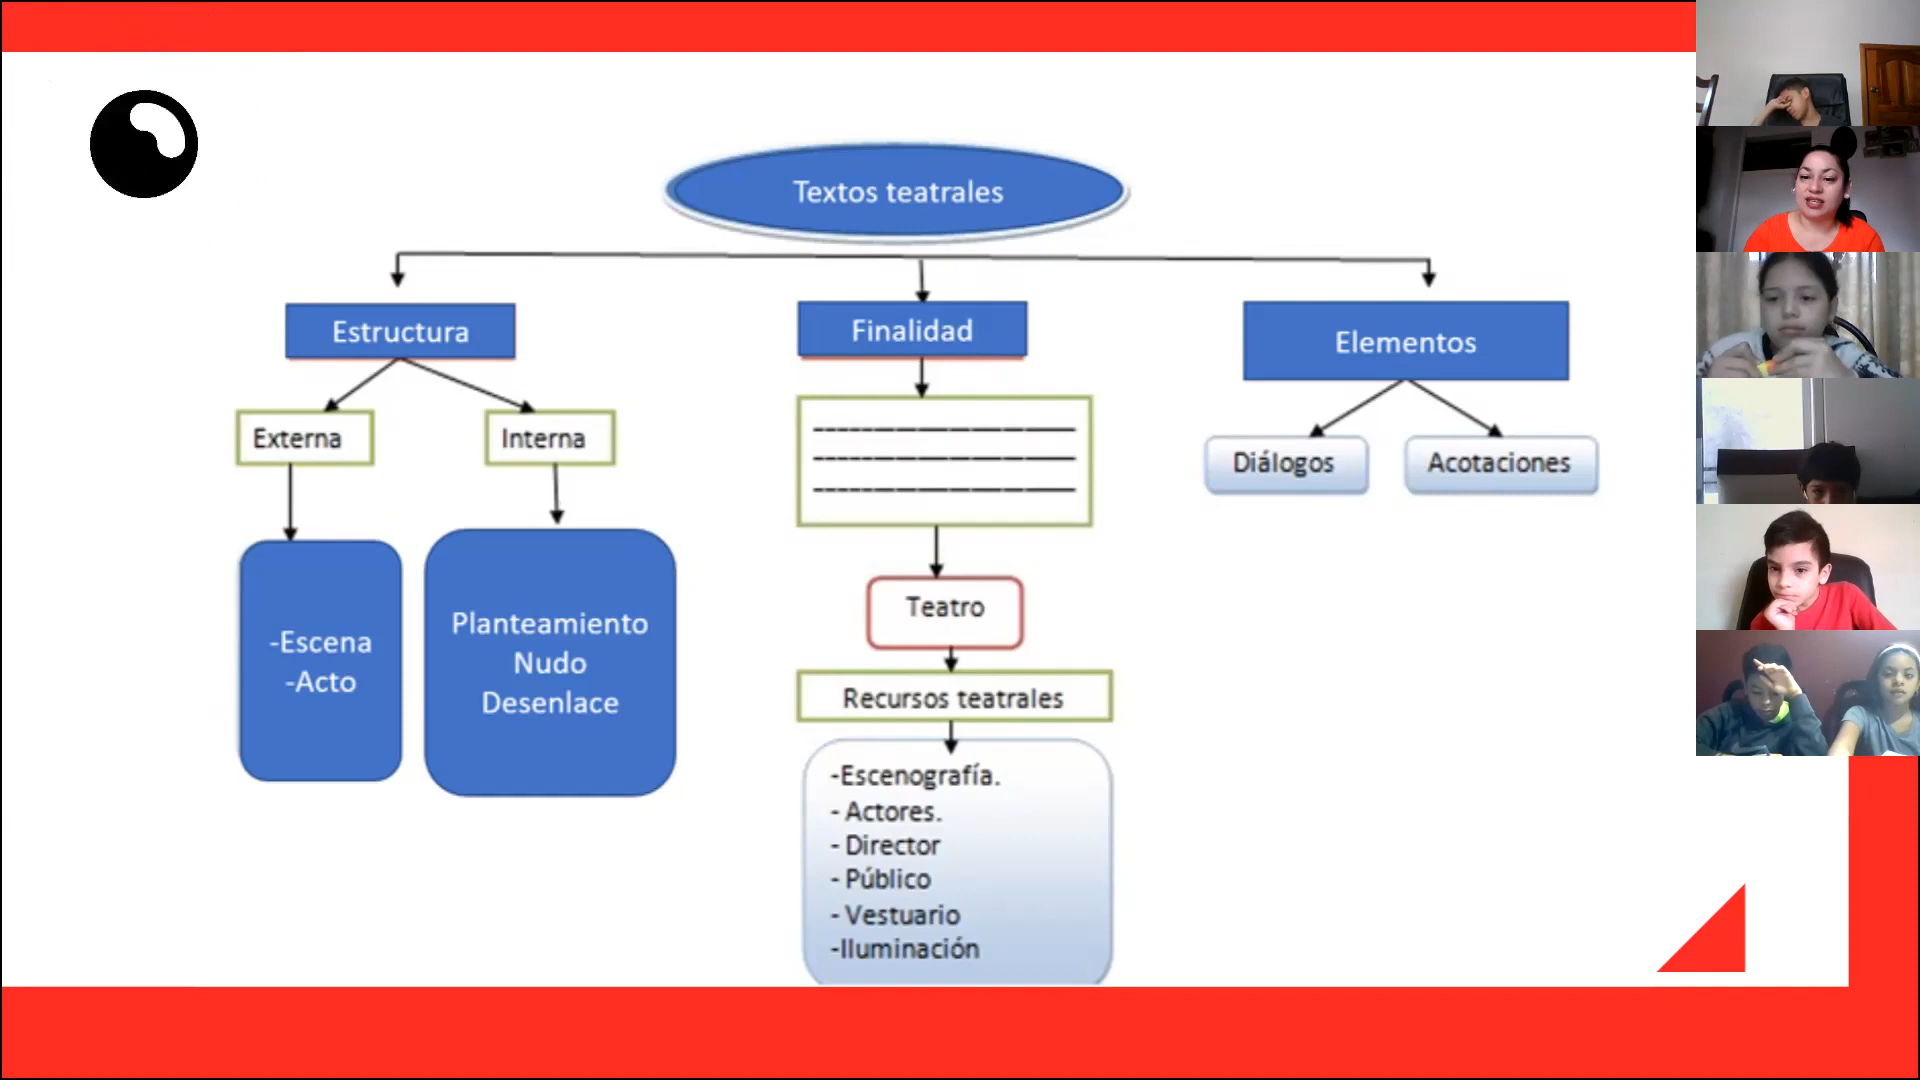 Textos teatrales
Estructura
Finalidad
Elementos
Externa
Interna
Diálogos
Acotaciones
-Escena
-Acto
Planteamiento
Nudo
Desenlace
Teatro
Recursos teatrales
-Escenografía.
- Actores.
- Director
- Público
- Vestuario
-Iluminación